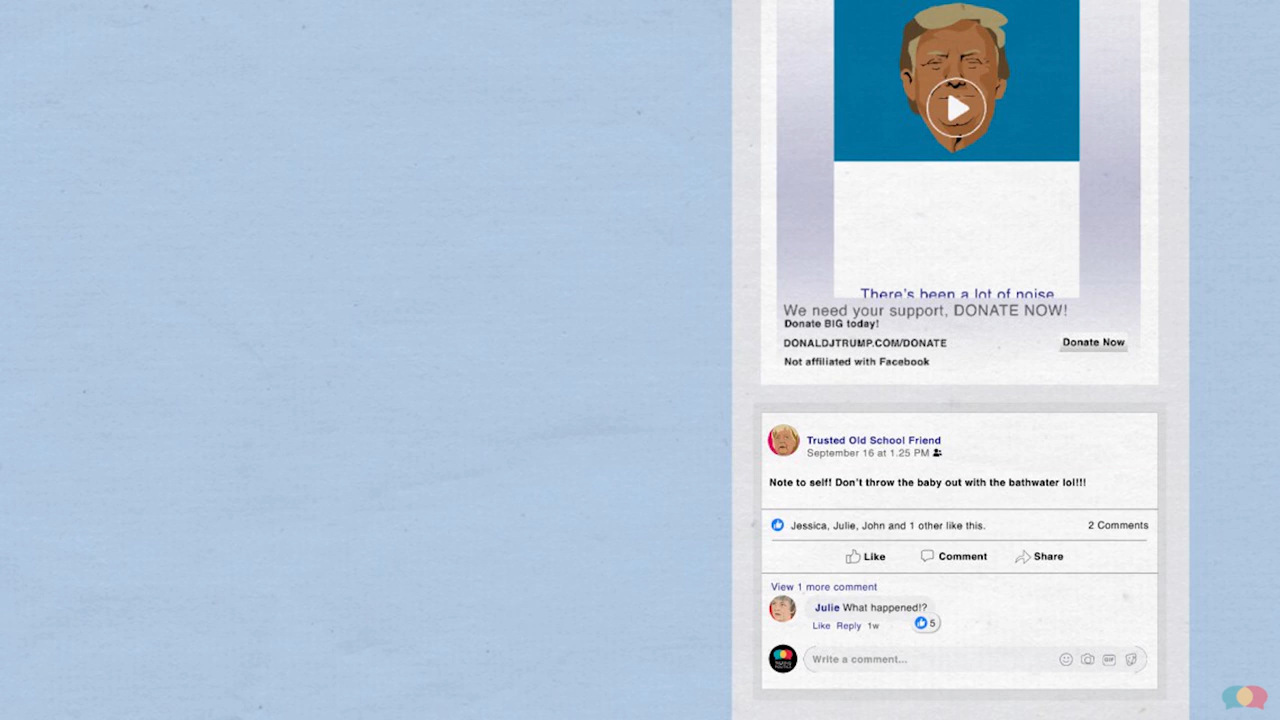 There's been a lot of noise
We need your support, DONATE NOW!
Donate BIG today!
DONALDJTRUMP.COM/DONATE
Donate Now
Not affiliated with Facebook
Trusted Old School Friend
September 16 at 1.25 PM
Note to self! Don't throw the baby out with the bathwater lol!!!
Jessica, Julie, John and 1 other like this.
2 Comments
Like
Comment
Share
View 1 more comment
Julie What happened!?
Like Reply 1w
5
Write a comment...
GIF